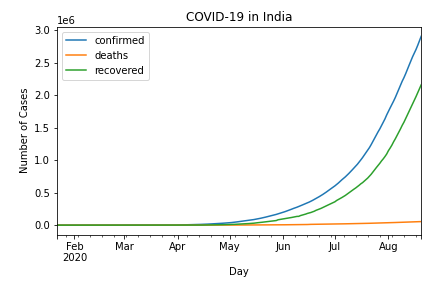 COVID-19 in India
1e6
confirmed
deaths
recovered
3.0
2.5
2.0
1.5
1.0
0.5
0.0
Number of Cases
Feb Mar Apr May Jun Jul Aug
2020
Day